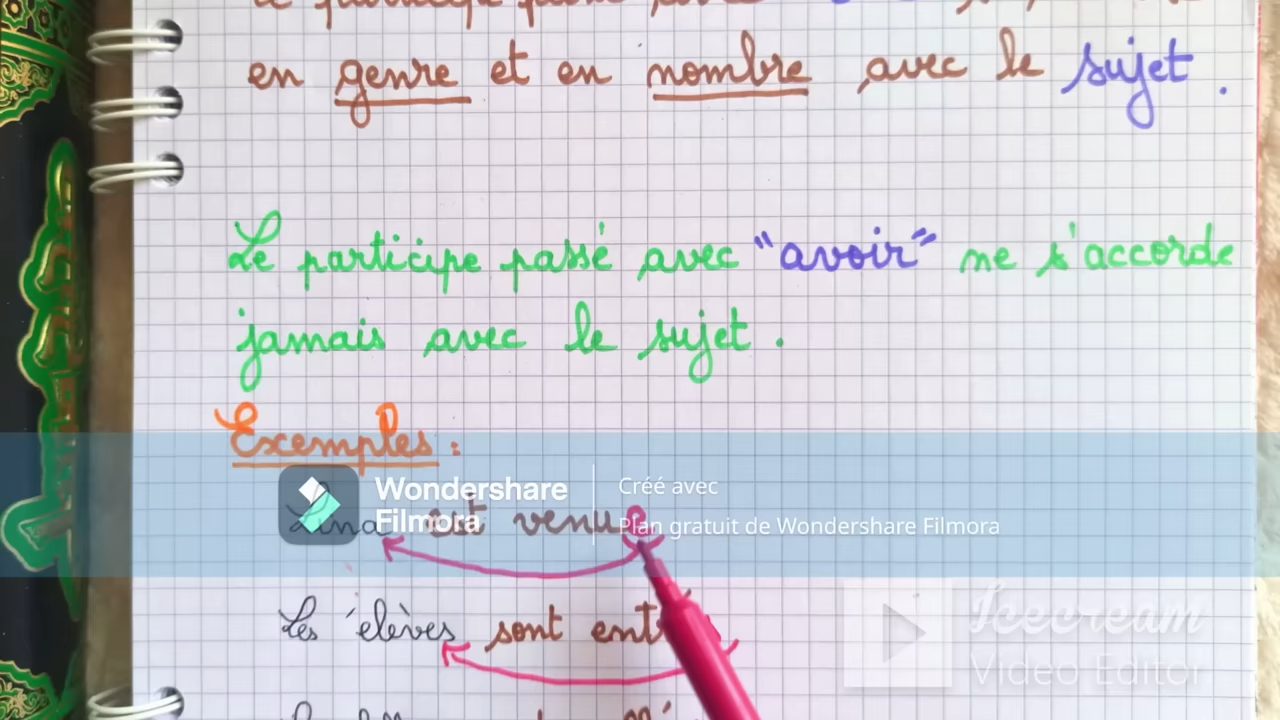 en genre et en nombre avec le sujet.
Le participe passé avec "avoir" ne s'accorde
jamais avec le sujet.
Exemples:
Lina est venue
Wondershare
Filmora
Créé avec
Plan gratuit de Wondershare Filmora
Les élèves sont
Icecream
Video Editor